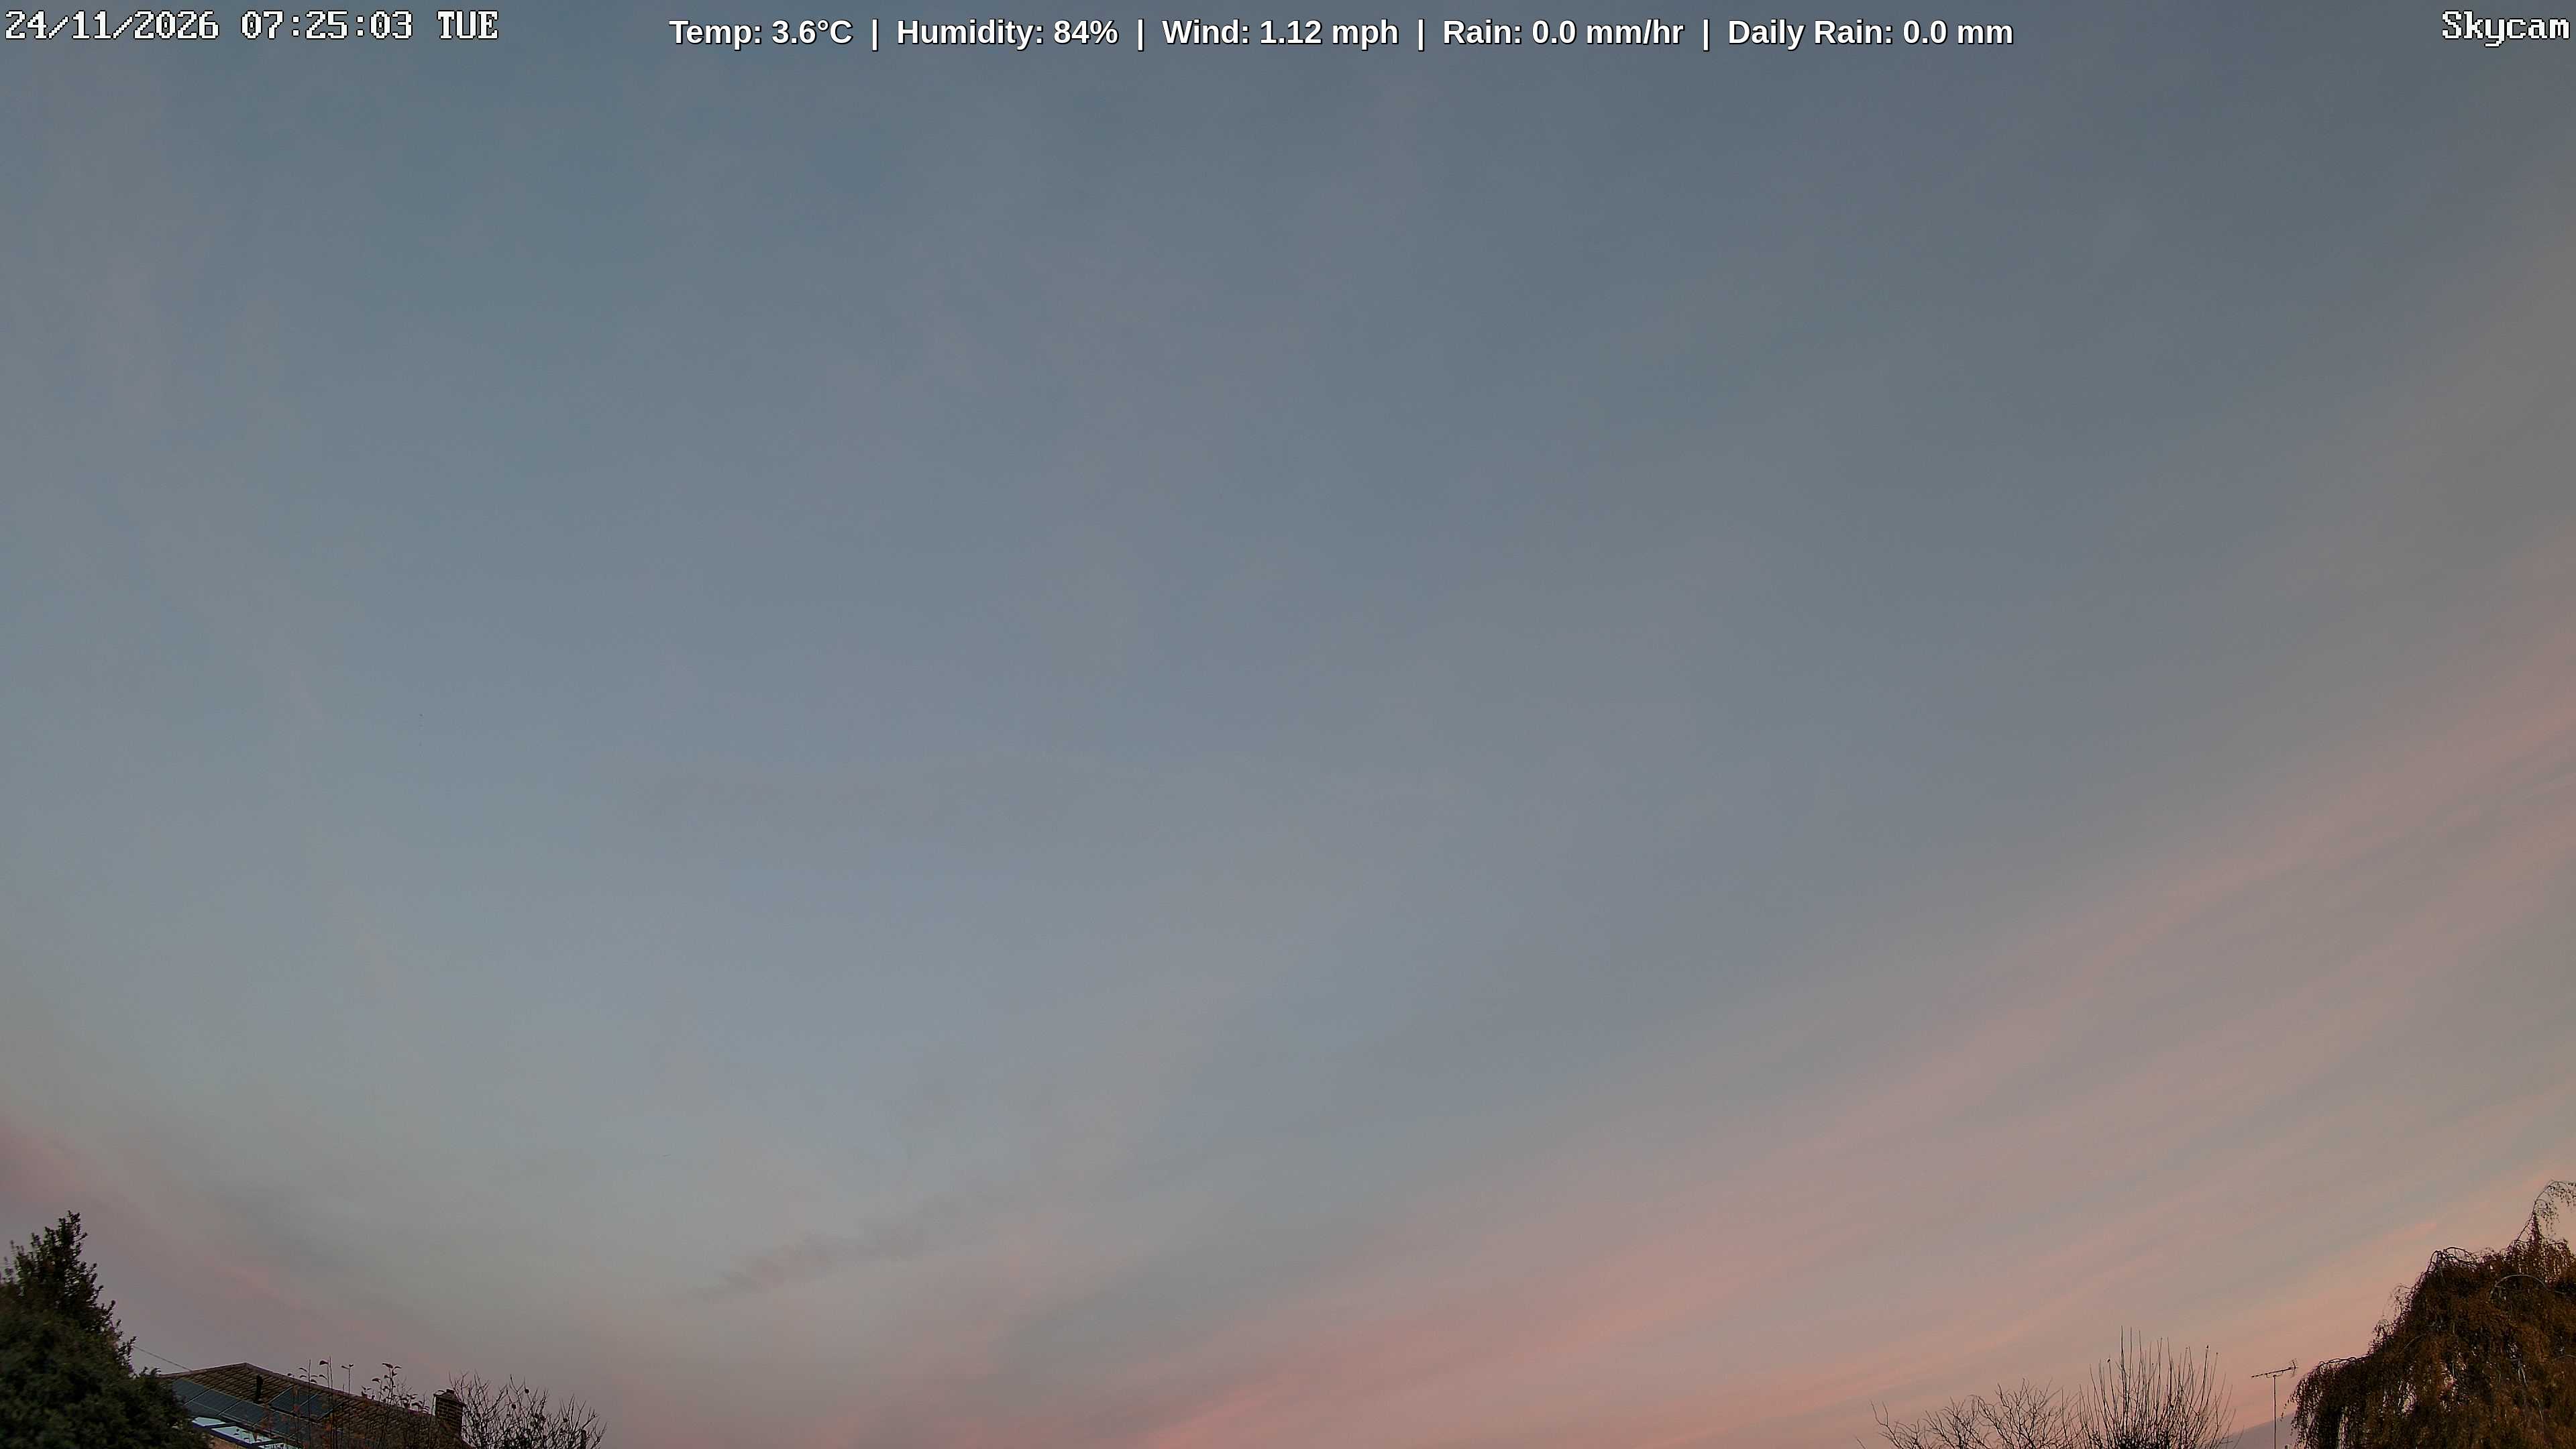 24/11/2026 07:25:03 TUE
Temp: 3.6°C | Humidity: 84% | Wind: 1.12 mph | Rain: 0.0 mm/hr | Daily Rain: 0.0 mm
Skycam